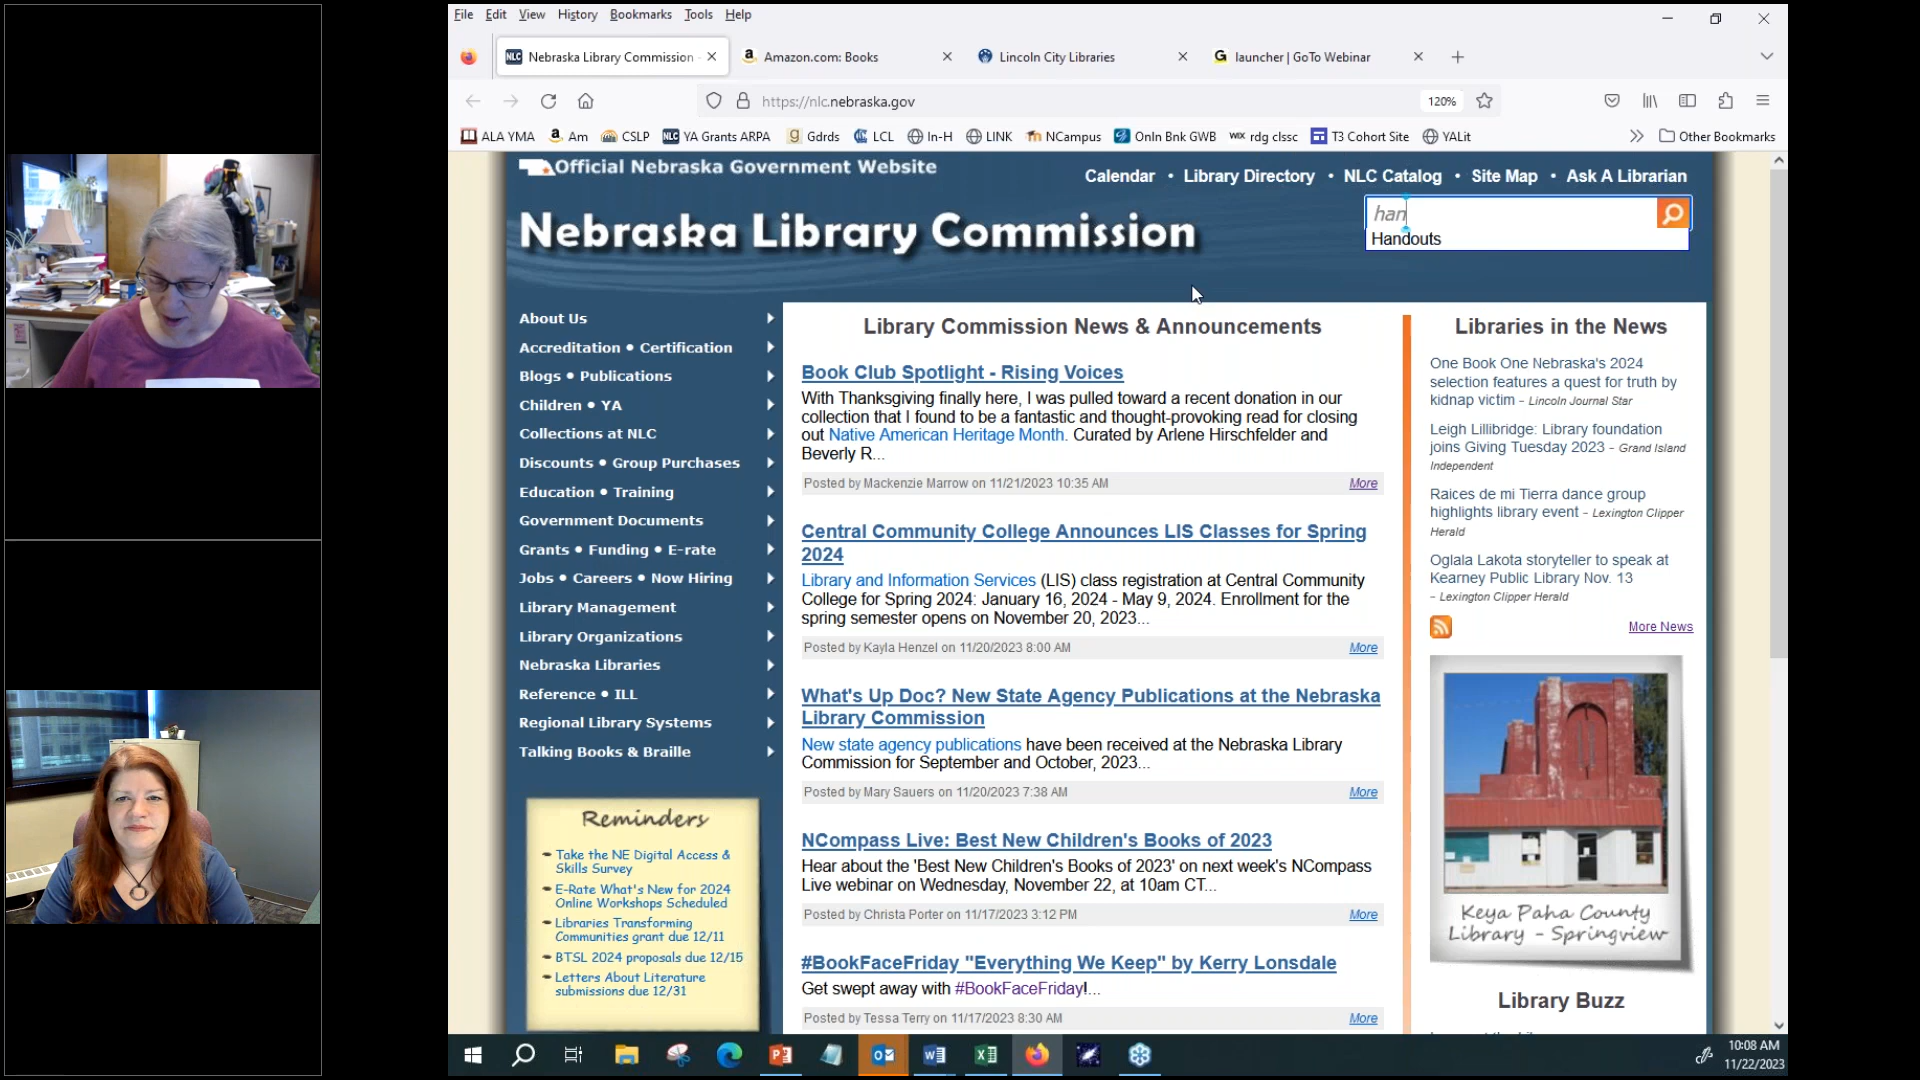 File Edit View History Bookmarks Tools Help
NLC Nebraska Library Commission
Amazon.com: Books
Lincoln City Libraries
launcher | GoTo Webinar
https://nlc.nebraska.gov
120%
ALA YMA Am CSLP NLC YA Grants ARPA Gdrds LCL In-H LINK NCampus Onln Bnk GWB WIX rdg clssc T3 Cohort Site YALit Other Bookmarks
Official Nebraska Government Website
Calendar • Library Directory • NLC Catalog • Site Map • Ask A Librarian
Nebraska Library Commission
han
Handouts
About Us
Accreditation • Certification
Blogs • Publications
Children • YA
Collections at NLC
Discounts • Group Purchases
Education • Training
Government Documents
Grants • Funding • E-rate
Jobs • Careers • Now Hiring
Library Management
Library Organizations
Nebraska Libraries
Reference • ILL
Regional Library Systems
Talking Books & Braille
Reminders
Take the NE Digital Access &
Skills Survey
E-Rate What's New for 2024
Online Workshops Scheduled
Libraries Transforming
Communities grant due 12/11
BTSL 2024 proposals due 12/15
Letters About Literature
submissions due 12/31
Library Commission News & Announcements
Book Club Spotlight - Rising Voices
With Thanksgiving finally here, I was pulled toward a recent donation in our
collection that I found to be a fantastic and thought-provoking read for closing
out Native American Heritage Month. Curated by Arlene Hirschfelder and
Beverly R...
Posted by Mackenzie Marrow on 11/21/2023 10:35 AM More
Central Community College Announces LIS Classes for Spring
2024
Library and Information Services (LIS) class registration at Central Community
College for Spring 2024: January 16, 2024 - May 9, 2024. Enrollment for the
spring semester opens on November 20, 2023...
Posted by Kayla Henzel on 11/20/2023 8:00 AM More
What's Up Doc? New State Agency Publications at the Nebraska
Library Commission
New state agency publications have been received at the Nebraska Library
Commission for September and October, 2023...
Posted by Mary Sauers on 11/20/2023 7:38 AM More
NCompass Live: Best New Children's Books of 2023
Hear about the 'Best New Children's Books of 2023' on next week's NCompass
Live webinar on Wednesday, November 22, at 10am CT...
Posted by Christa Porter on 11/17/2023 3:12 PM More
#BookFaceFriday "Everything We Keep" by Kerry Lonsdale
Get swept away with #BookFaceFriday!...
Posted by Tessa Terry on 11/17/2023 8:30 AM More
Libraries in the News
One Book One Nebraska's 2024
selection features a quest for truth by
kidnap victim – Lincoln Journal Star
Leigh Lillibridge: Library foundation
joins Giving Tuesday 2023 – Grand Island
Independent
Raices de mi Tierra dance group
highlights library event – Lexington Clipper
Herald
Oglala Lakota storyteller to speak at
Kearney Public Library Nov. 13
– Lexington Clipper Herald
More News
Keya Paha County
Library - Springview
Library Buzz
10:08 AM
11/22/2023